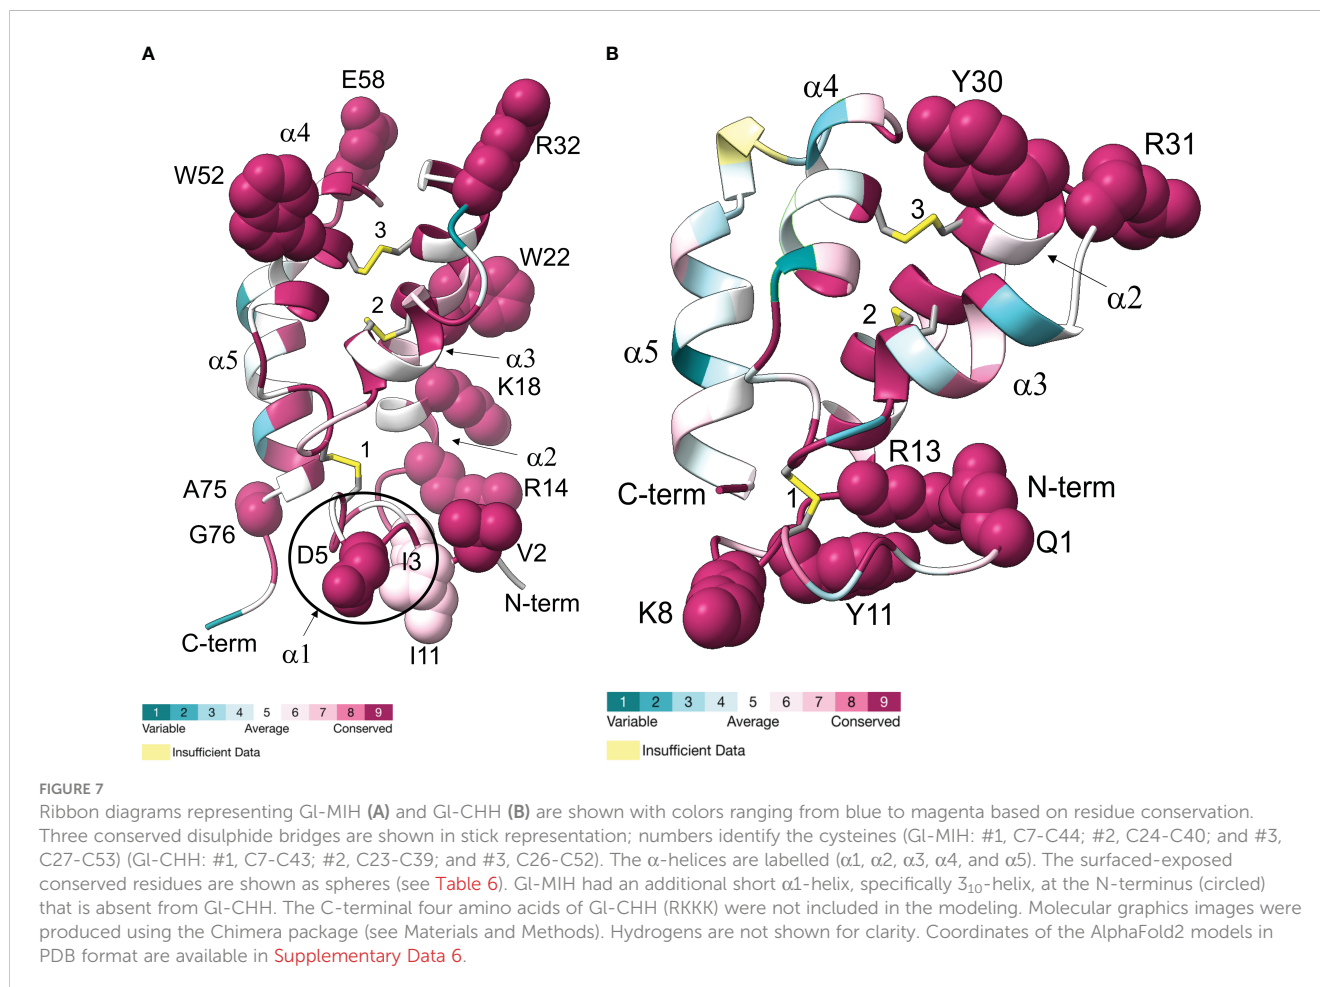 A
E58
α4
R32
W52
3
W22
2
α5
α3
K18
1
α2
A75
R14
G76
D5
I3
V2
N-term
C-term
α1
I11
1 2 3 4 5 6 7 8 9
Variable Average Conserved
Insufficient Data
B
α4
Y30
R31
3
α2
2
α5
α3
R13
C-term
N-term
1
Q1
K8
Y11
1 2 3 4 5 6 7 8 9
Variable Average Conserved
Insufficient Data
FIGURE 7
Ribbon diagrams representing Gl-MIH (A) and Gl-CHH (B) are shown with colors ranging from blue to magenta based on residue conservation.
Three conserved disulphide bridges are shown in stick representation; numbers identify the cysteines (Gl-MIH: #1, C7-C44; #2, C24-C40; and #3,
C27-C53) (Gl-CHH: #1, C7-C43; #2, C23-C39; and #3, C26-C52). The α-helices are labelled (α1, α2, α3, α4, and α5). The surfaced-exposed
conserved residues are shown as spheres (see Table 6). Gl-MIH had an additional short α1-helix, specifically 3₁₀-helix, at the N-terminus (circled)
that is absent from Gl-CHH. The C-terminal four amino acids of Gl-CHH (RKKK) were not included in the modeling. Molecular graphics images were
produced using the Chimera package (see Materials and Methods). Hydrogens are not shown for clarity. Coordinates of the AlphaFold2 models in
PDB format are available in Supplementary Data 6.